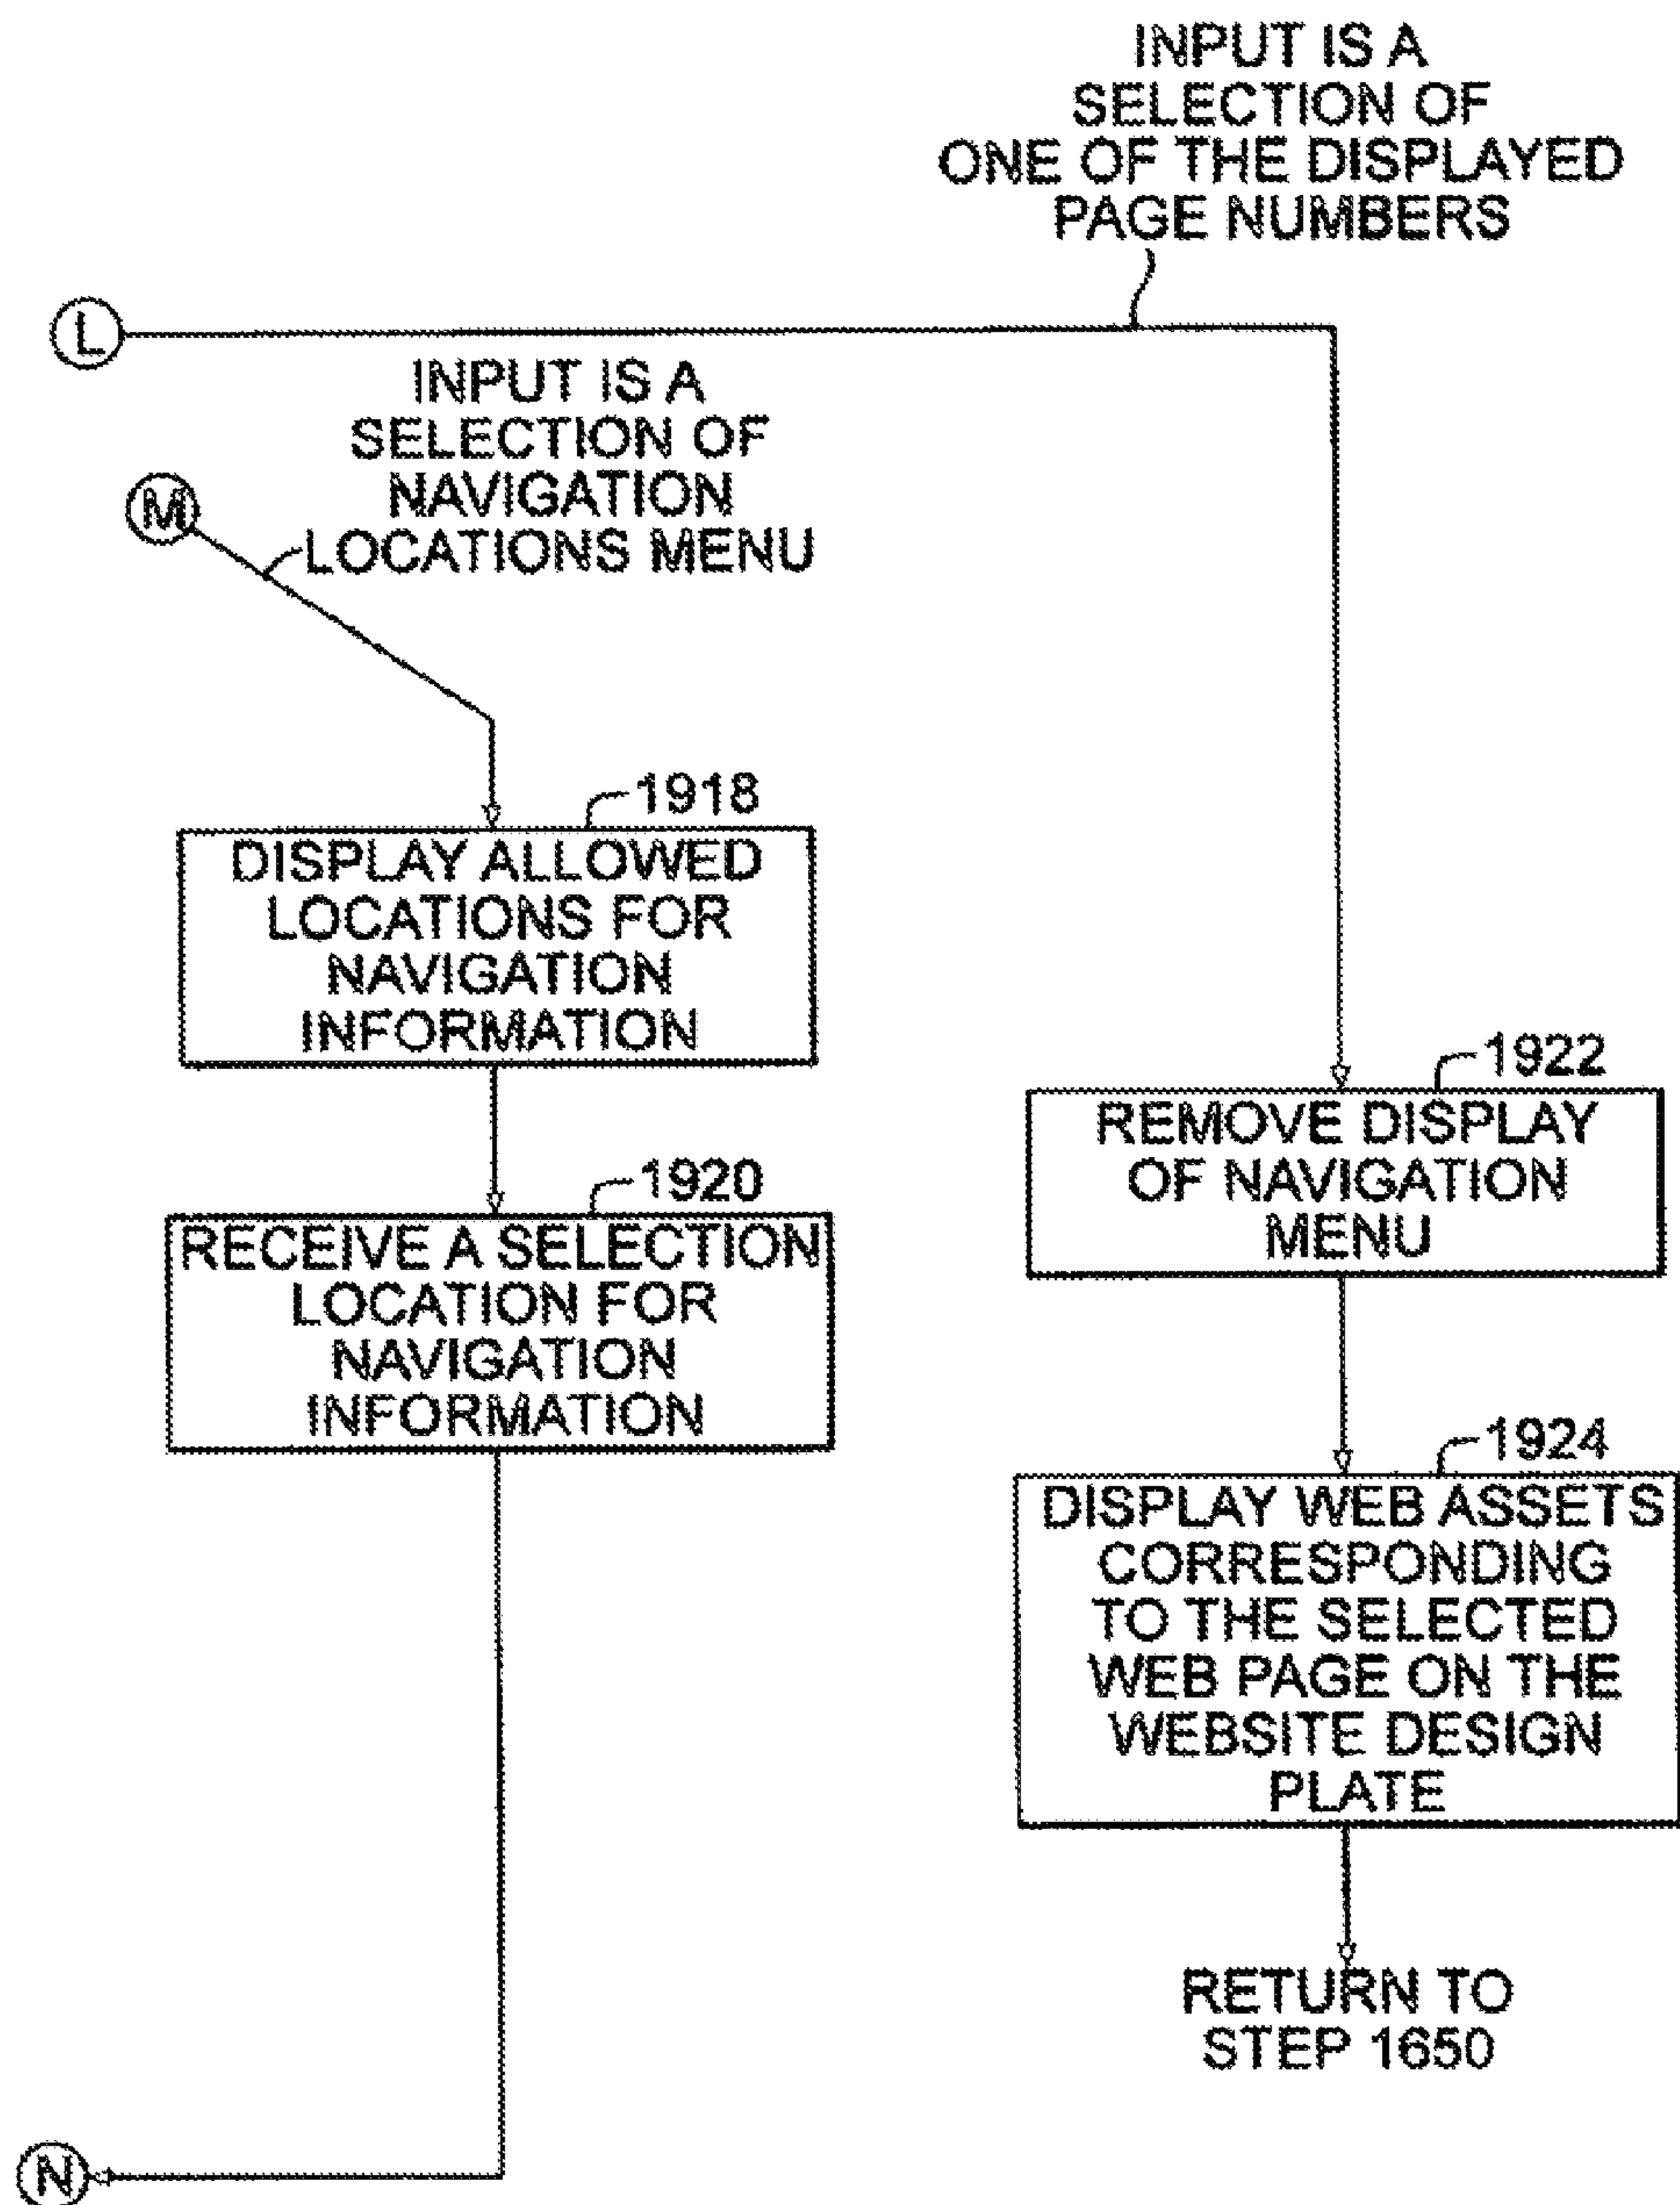 INPUT IS A
SELECTION OF
ONE OF THE DISPLAYED
PAGE NUMBERS
L
INPUT IS A
SELECTION OF
NAVIGATION
LOCATIONS MENU
M
1918
DISPLAY ALLOWED
LOCATIONS FOR
NAVIGATION
INFORMATION
1920
RECEIVE A SELECTION
LOCATION FOR
NAVIGATION
INFORMATION
N
1922
REMOVE DISPLAY
OF NAVIGATION
MENU
1924
DISPLAY WEB ASSETS
CORRESPONDING
TO THE SELECTED
WEB PAGE ON THE
WEBSITE DESIGN
PLATE
RETURN TO
STEP 1650